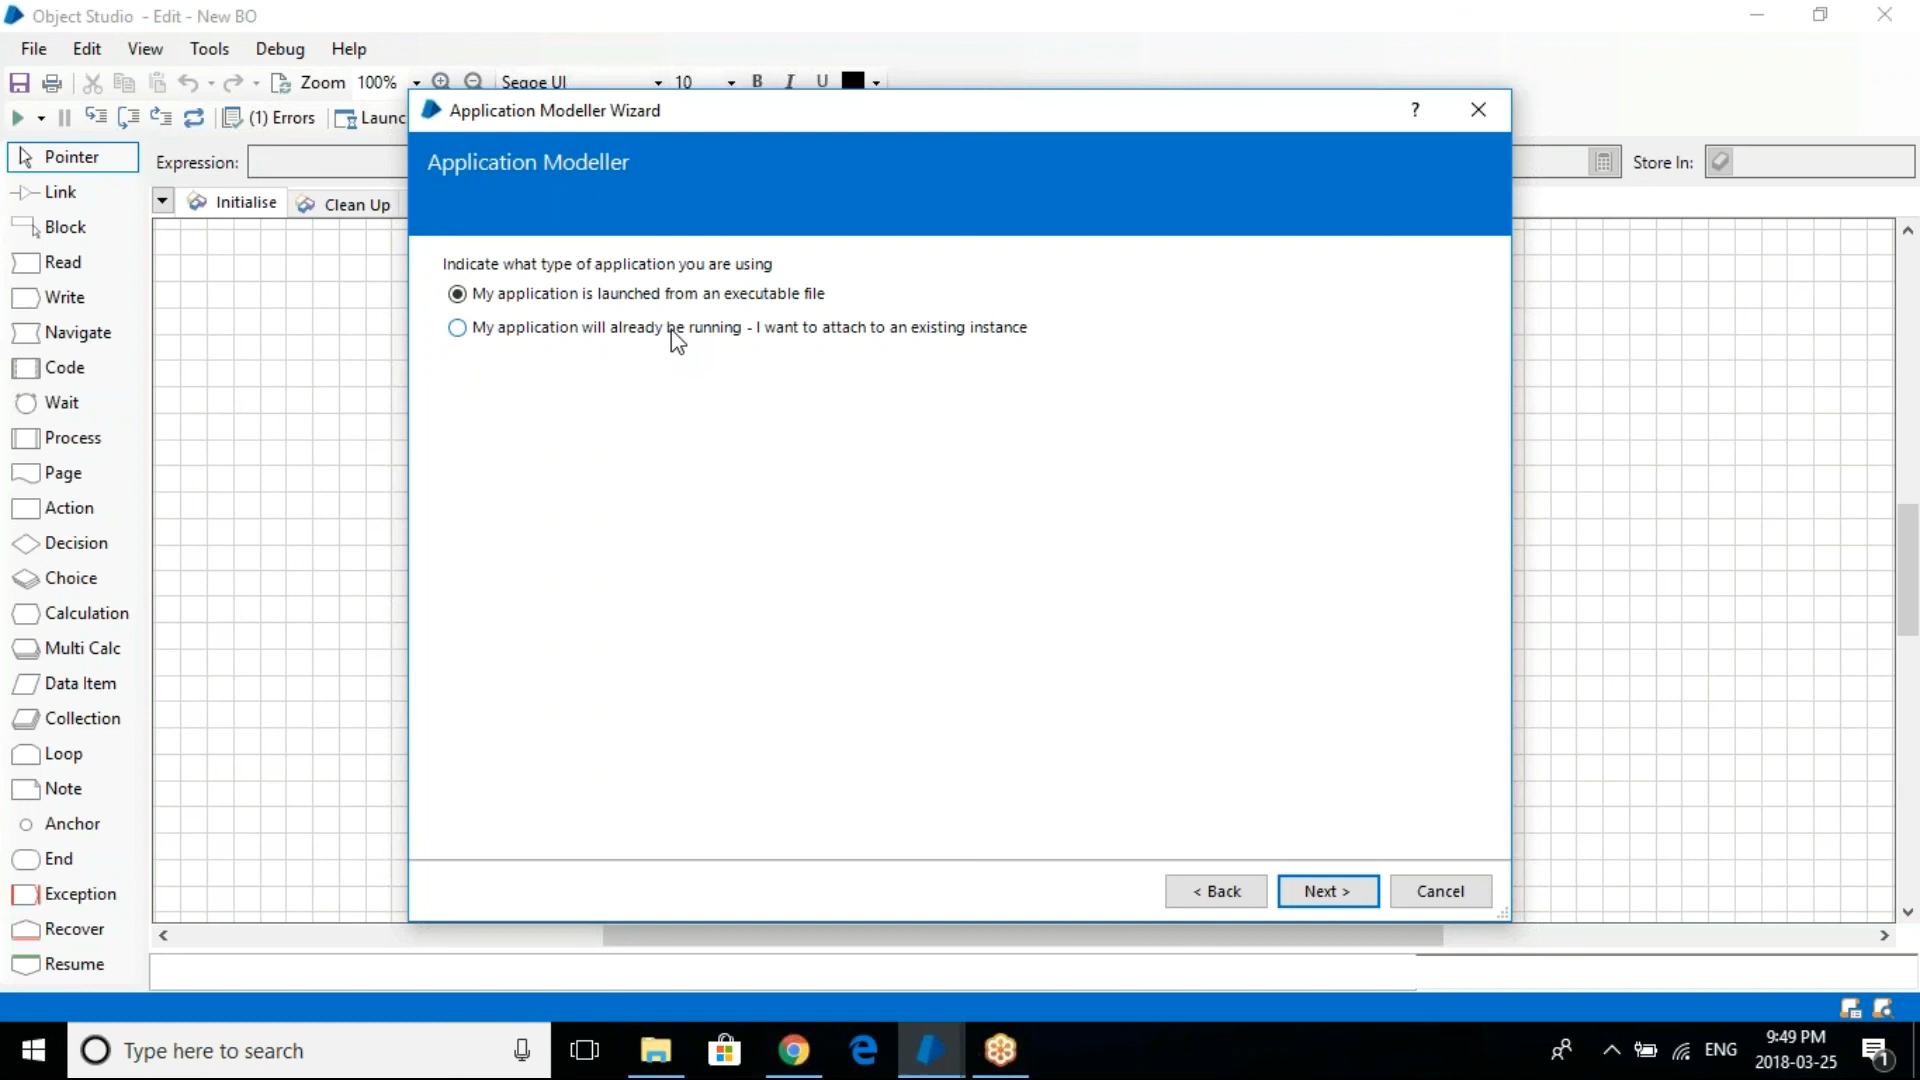 Object Studio - Edit - New BO
File Edit View Tools Debug Help
Zoom 100% Segoe UI 10 B I U
(1) Errors Launc
Application Modeller Wizard ?
Application Modeller
Pointer
Expression:
Store In:
Link
Initialise
Clean Up
Block
Read
Write
Navigate
Code
Wait
Process
Page
Action
Decision
Choice
Calculation
Multi Calc
Data Item
Collection
Loop
Note
Anchor
End
Exception
Recover
Resume
Indicate what type of application you are using
My application is launched from an executable file
My application will already be running - I want to attach to an existing instance
< Back
Next >
Cancel
Type here to search
ENG
9:49 PM
2018-03-25
1